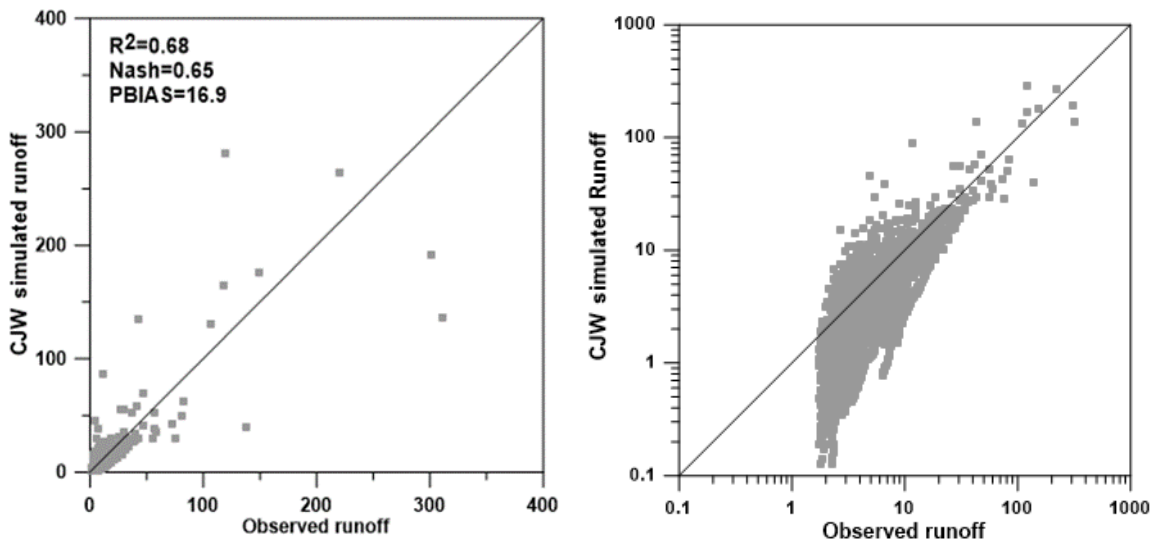 400
300
200
100
0
CJW simulated runoff
R2=0.68
Nash=0.65
PBIAS=16.9
0 100 200 300 400
Observed runoff
1000
100
10
1
0.1
CJW simulated Runoff
0.1 1 10 100 1000
Observed runoff